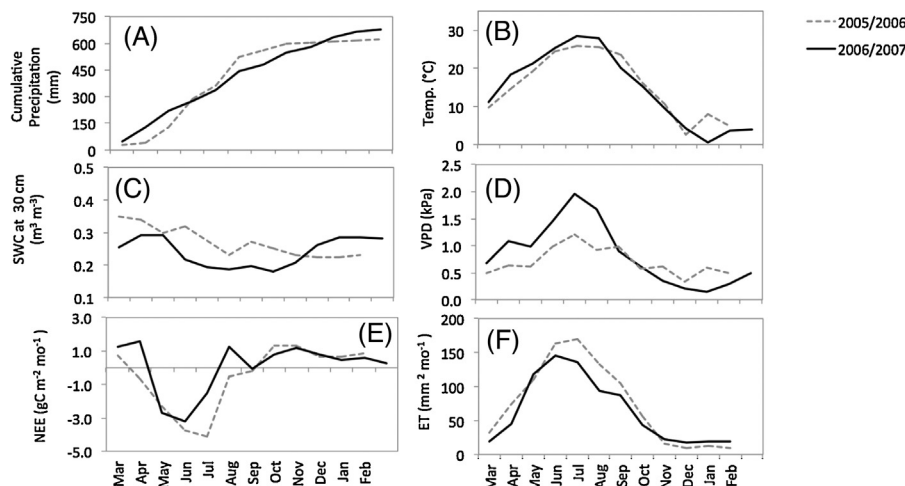 2005/2006
2006/2007
(A)
Cumulative
Precipitation
(mm)
750
600
450
300
150
0
(B)
Temp. (°C)
30
20
10
0
(C)
SWC at 30 cm
(m³ m⁻³)
0.5
0.4
0.3
0.2
0.1
(D)
VPD (kPa)
2.5
2.0
1.5
1.0
0.5
0.0
(E)
NEE (gC m⁻² mo⁻¹ )
3.0
1.0
-1.0
-3.0
-5.0
Mar Apr May Jun Jul Aug Sep Oct Nov Dec Jan Feb
(F)
ET (mm² mo⁻¹ )
200
150
100
50
0
Mar Apr May Jun Jul Aug Sep Oct Nov Dec Jan Feb